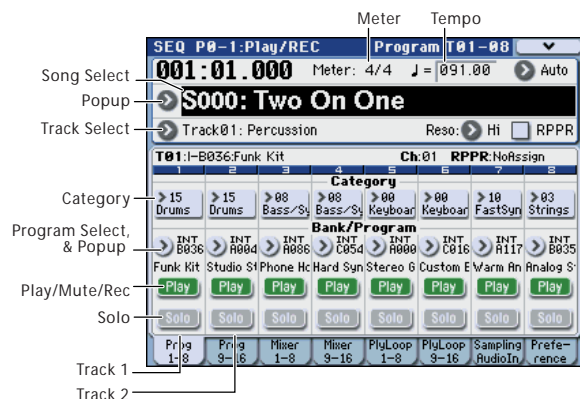 Meter Tempo
SEQ P0-1:Play/REC Program T01-08
001:01.000 Meter: 4/4 ♩= 091.00 Auto
Song Select
Popup
S000: Two On One
Track Select
Track01: Percussion Reso: Hi RPPR
T01:I-B036:Funk Kit Ch:01 RPPR:NoAssign
1 2 3 4 5 6 7 8
Category
Category
15 15 08 08 00 00 10 03
Drums Drums Bass/Sy Bass/Sy Keyboar Keyboar FastSyn Strings
Bank/Program
Program Select,
& Popup
INT INT INT INT INT INT INT INT
B036 A004 A086 C054 A000 C016 A117 B035
Funk Kit Studio St Phone Ho Hard Syn Stereo G Custom E Warm An Analog S
Play/Mute/Rec
Play Play Play Play Play Play Play Play
Solo
Solo Solo Solo Solo Solo Solo Solo Solo
Prog Prog Mixer Mixer PlyLoop PlyLoop Sampling Prefe-
1-8 9-16 1-8 9-16 1-8 9-16 AudioIn rence
Track 1
Track 2